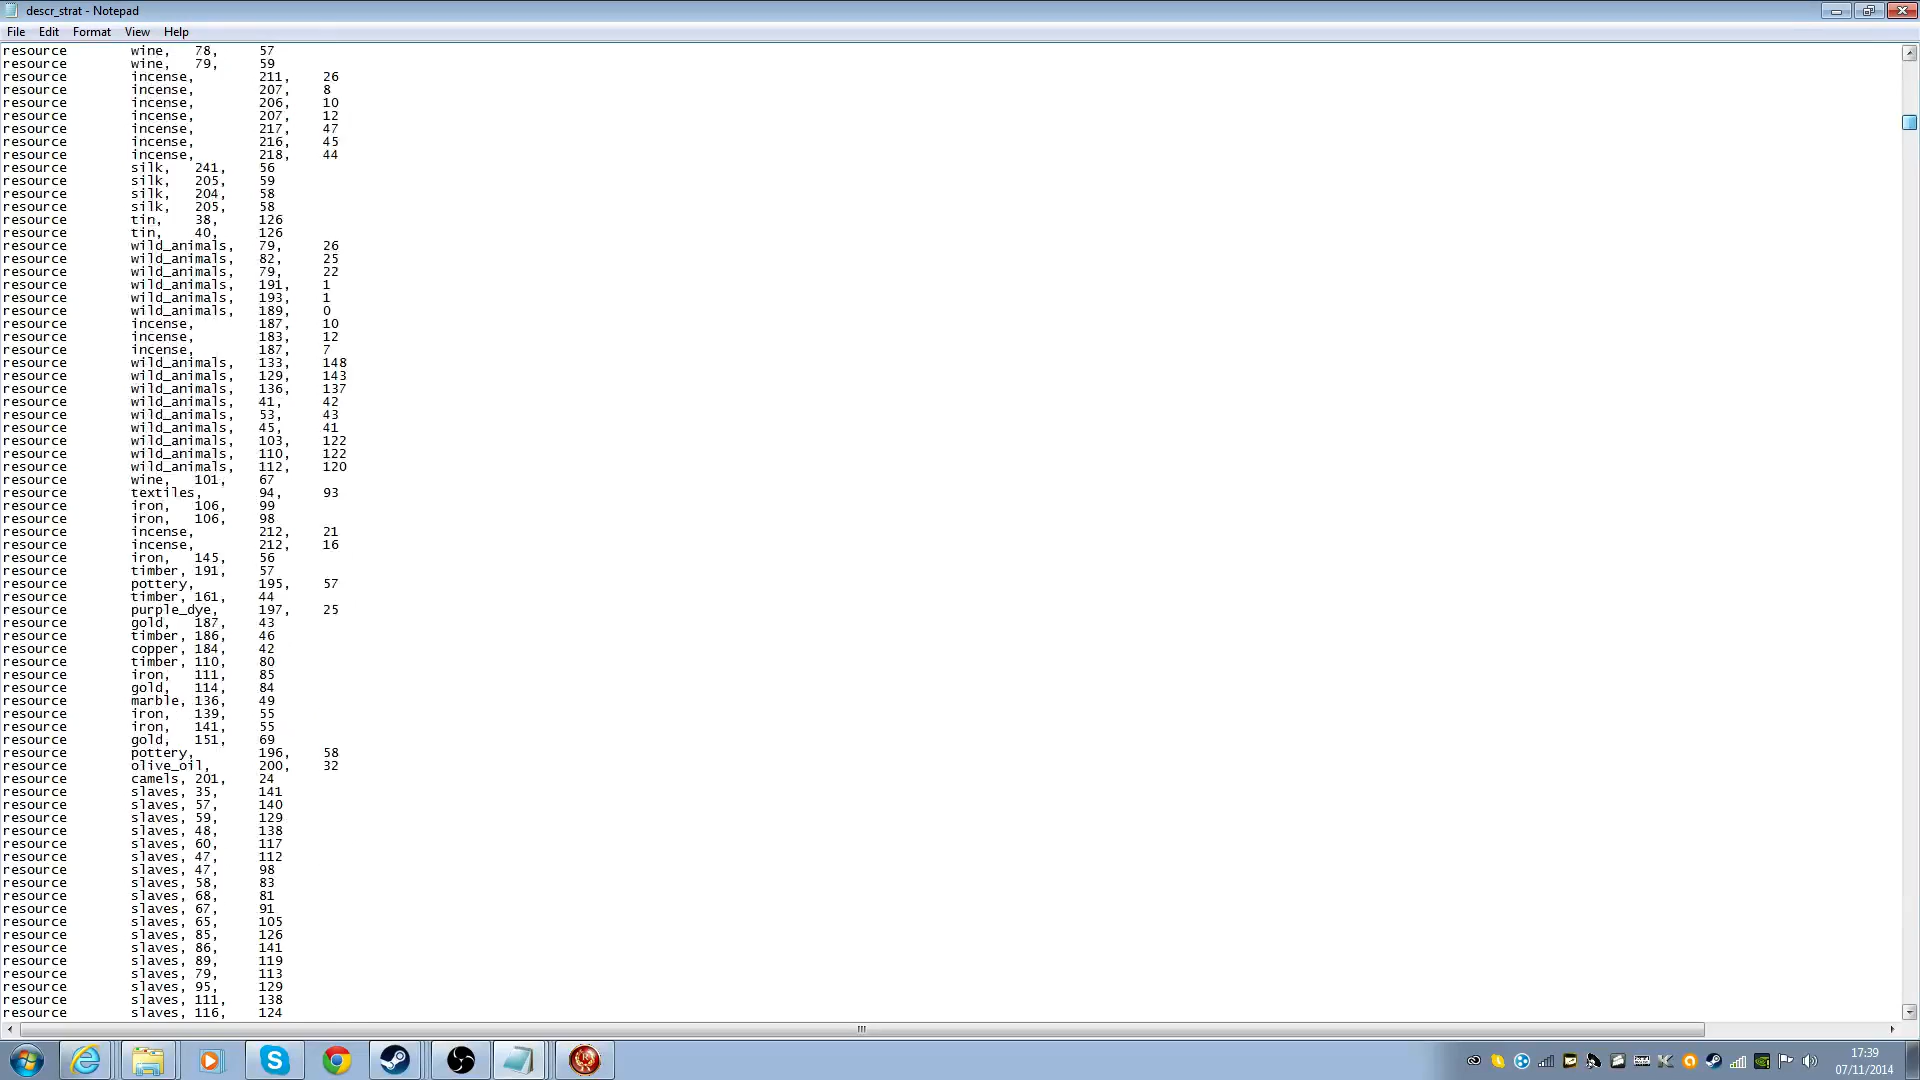 descr_strat - Notepad
File Edit Format View Help
resource wine, 78, 57
resource wine, 79, 59
resource incense, 211, 26
resource incense, 207, 8
resource incense, 206, 10
resource incense, 207, 12
resource incense, 217, 47
resource incense, 216, 45
resource incense, 218, 44
resource silk, 241, 56
resource silk, 205, 59
resource silk, 204, 58
resource silk, 205, 58
resource tin, 38, 126
resource tin, 40, 126
resource wild_animals, 79, 26
resource wild_animals, 82, 25
resource wild_animals, 79, 22
resource wild_animals, 191, 1
resource wild_animals, 193, 1
resource wild_animals, 189, 0
resource incense, 187, 10
resource incense, 183, 12
resource incense, 187, 7
resource wild_animals, 133, 148
resource wild_animals, 129, 143
resource wild_animals, 136, 137
resource wild_animals, 41, 42
resource wild_animals, 53, 43
resource wild_animals, 45, 41
resource wild_animals, 103, 122
resource wild_animals, 110, 122
resource wild_animals, 112, 120
resource wine, 101, 67
resource textiles, 94, 93
resource iron, 106, 99
resource iron, 106, 98
resource incense, 212, 21
resource incense, 212, 16
resource iron, 145, 56
resource timber, 191, 57
resource pottery, 195, 57
resource timber, 161, 44
resource purple_dye, 197, 25
resource gold, 187, 43
resource timber, 186, 46
resource copper, 184, 42
resource timber, 110, 80
resource iron, 111, 85
resource gold, 114, 84
resource marble, 136, 49
resource iron, 139, 55
resource iron, 141, 55
resource gold, 151, 69
resource pottery, 196, 58
resource olive_oil, 200, 32
resource camels, 201, 24
resource slaves, 35, 141
resource slaves, 57, 140
resource slaves, 59, 129
resource slaves, 48, 138
resource slaves, 60, 117
resource slaves, 47, 112
resource slaves, 47, 98
resource slaves, 58, 83
resource slaves, 68, 81
resource slaves, 67, 91
resource slaves, 65, 105
resource slaves, 85, 126
resource slaves, 86, 141
resource slaves, 89, 119
resource slaves, 79, 113
resource slaves, 95, 129
resource slaves, 111, 138
resource slaves, 116, 124
17:39
07/11/2014